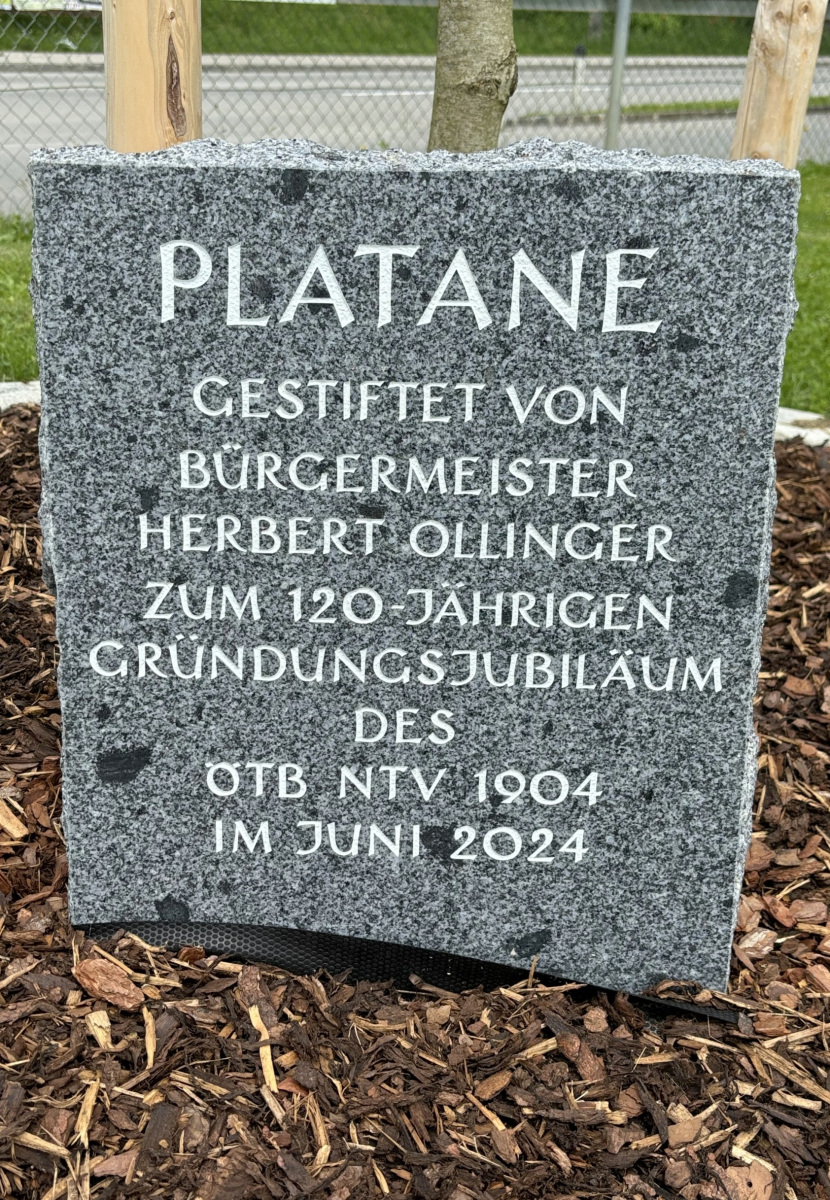 PLATANE
GESTIFTET VON
BÜRGERMEISTER
HERBERT OLLINGER
ZUM 120-JÄHRIGEN
GRÜNDUNGSJUBILÄUM
DES
ÖTB NTV 1904
IM JUNI 2024